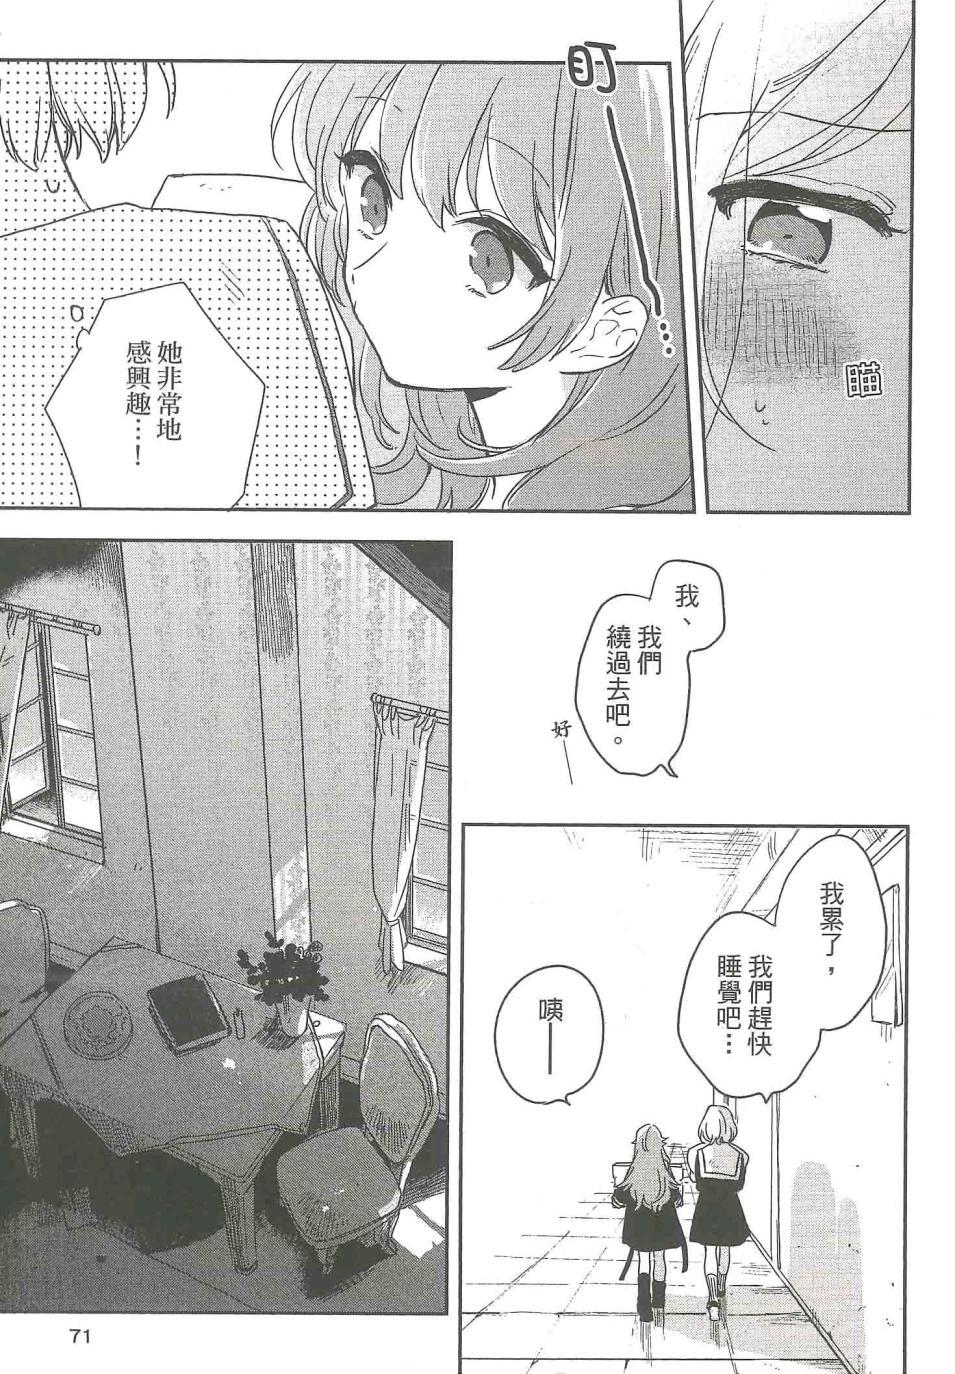 瞄
盯⋯
她非常地
感興趣⋯！
我、
我們
繞過去吧。
好
我累了，
我們趕快
睡覺吧⋯
咦——
71